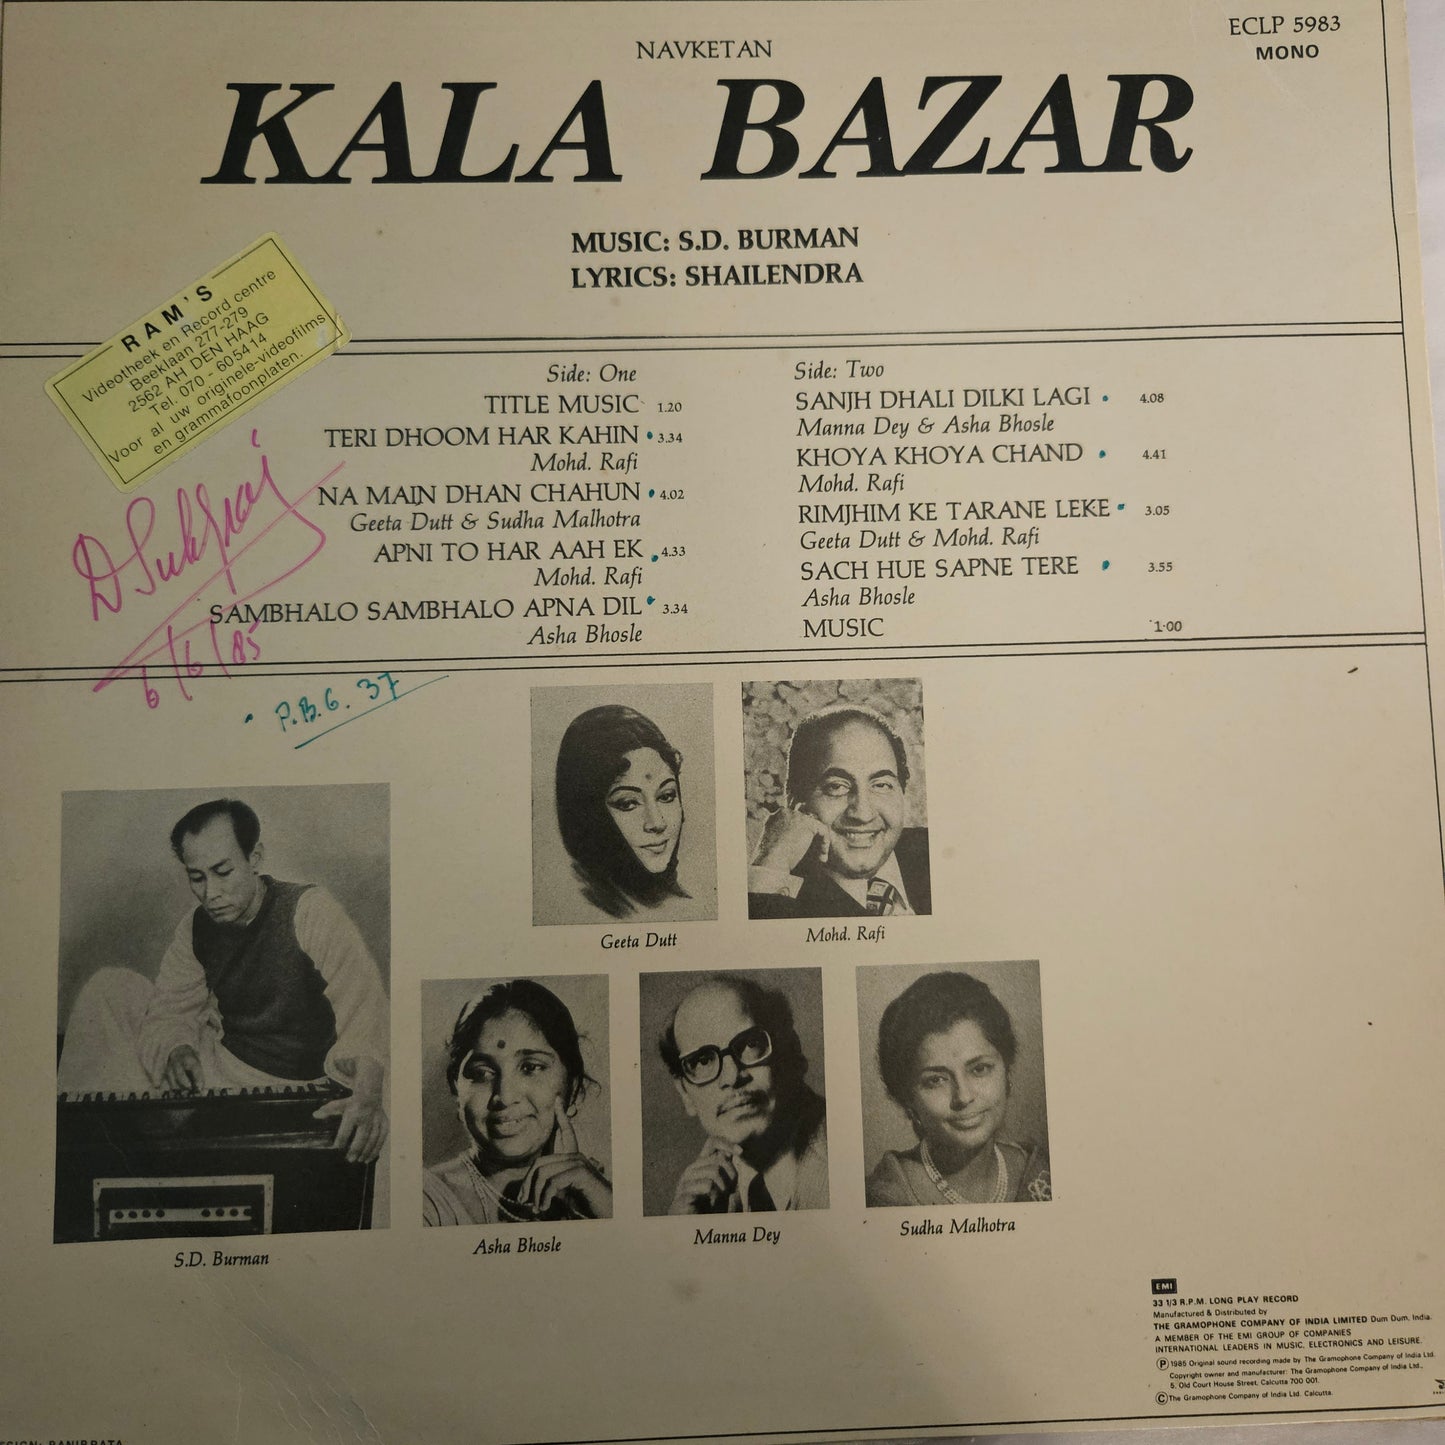 ECLP 5983
MONO
NAVKETAN
KALA BAZAR
MUSIC: S.D. BURMAN
LYRICS: SHAILENDRA
RAM'S
Videotheek en Record centre
Beeklaan 277-279
2562 AH DEN HAAG
Tel. 070 - 605414
Voor al uw originele-videofilms
en grammafoonplaten.
Side: One
TITLE MUSIC 1.20
TERI DHOOM HAR KAHIN 3.34
Mohd. Rafi
NA MAIN DHAN CHAHUN 4.02
Geeta Dutt & Sudha Malhotra
APNI TO HAR AAH EK 4.33
Mohd. Rafi
SAMBHALO SAMBHALO APNA DIL 3.34
Asha Bhosle
Side: Two
SANJH DHALI DILKI LAGI 4.08
Manna Dey & Asha Bhosle
KHOYA KHOYA CHAND 4.41
Mohd. Rafi
RIMJHIM KE TARANE LEKE 3.05
Geeta Dutt & Mohd. Rafi
SACH HUE SAPNE TERE 3.55
Asha Bhosle
MUSIC 1·00
6/6/85
P.B.G. 37
Geeta Dutt
Mohd. Rafi
S.D. Burman
Asha Bhosle
Manna Dey
Sudha Malhotra
EMI
33 1/3 R.P.M. LONG PLAY RECORD
Manufactured & Distributed by
THE GRAMOPHONE COMPANY OF INDIA LIMITED Dum Dum, India.
A MEMBER OF THE EMI GROUP OF COMPANIES
INTERNATIONAL LEADERS IN MUSIC, ELECTRONICS AND LEISURE.
Ⓟ 1985 Original sound recording made by The Gramophone Company of India Ltd.
Copyright owner and manufacturer: The Gramophone Company of India Ltd.,
5, Old Court House Street, Calcutta 700 001.
© The Gramophone Company of India Ltd. Calcutta.